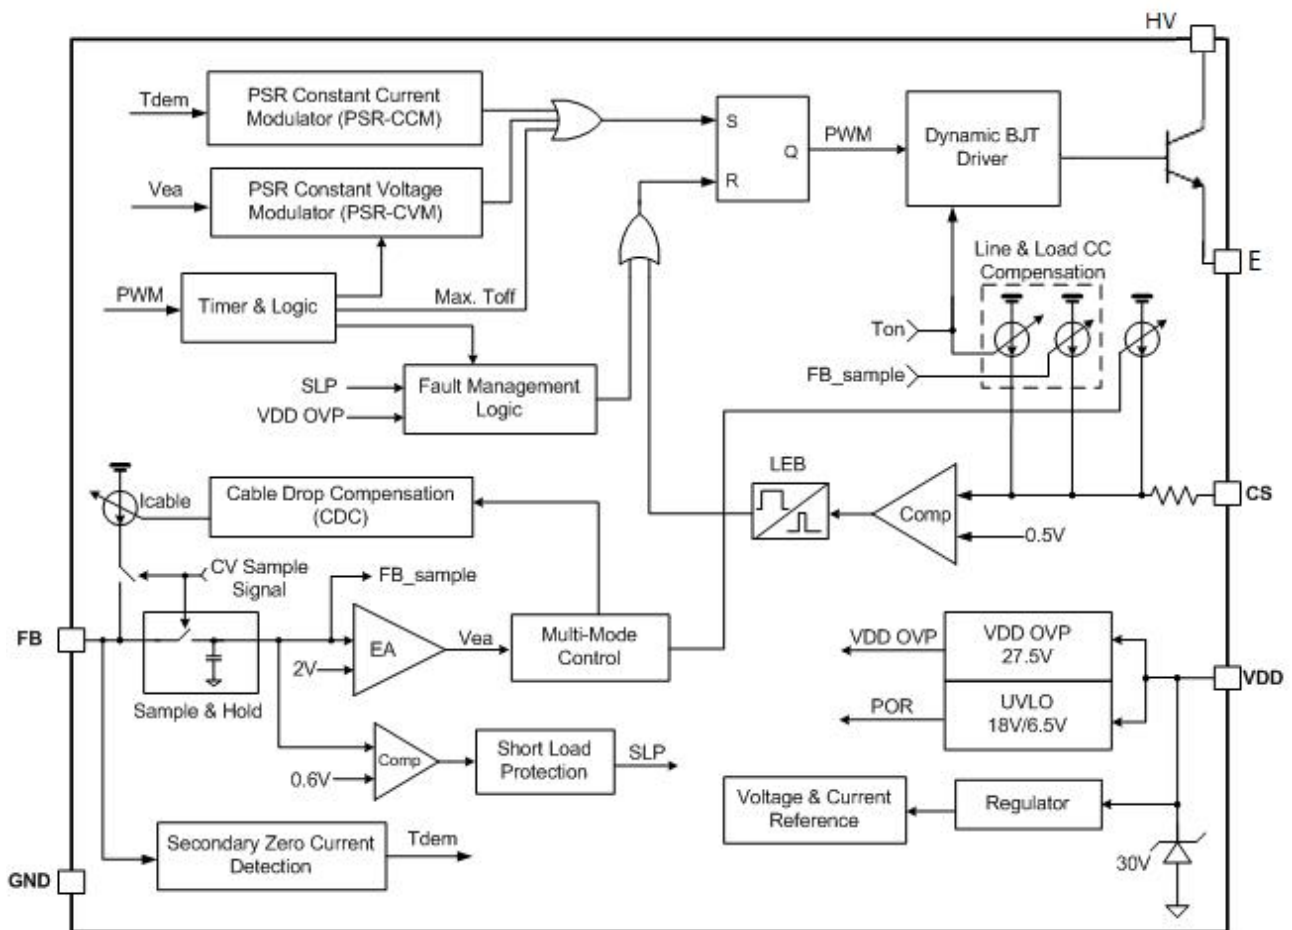 HV
Tdem
PSR Constant Current
Modulator (PSR-CCM)
S
R
Q
PWM
Dynamic BJT
Driver
Vea
PSR Constant Voltage
Modulator (PSR-CVM)
E
Line & Load CC
Compensation
PWM
Timer & Logic
Max. Toff
Ton
FB_sample
SLP
VDD OVP
Fault Management
Logic
LEB
Icable
Cable Drop Compensation
(CDC)
Comp
CS
0.5V
CV Sample
Signal
FB_sample
FB
EA
2V
Vea
Multi-Mode
Control
Sample & Hold
VDD OVP
VDD OVP
27.5V
VDD
POR
UVLO
18V/6.5V
Comp
0.6V
Short Load
Protection
SLP
Voltage & Current
Reference
Regulator
Secondary Zero Current
Detection
Tdem
30V
GND